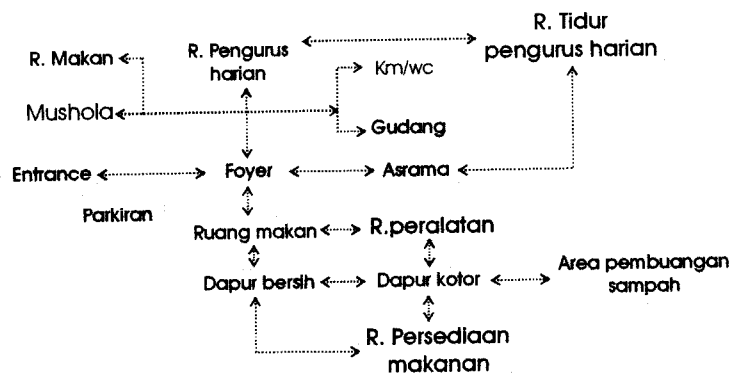 R. Tidur
pengurus harian
R. Pengurus
harian
R. Makan
Km/wc
Mushola
Gudang
Entrance
Foyer
Asrama
Parkiran
Ruang makan
R.peralatan
Dapur bersih
Dapur kotor
Area pembuangan
sampah
R. Persediaan
makanan